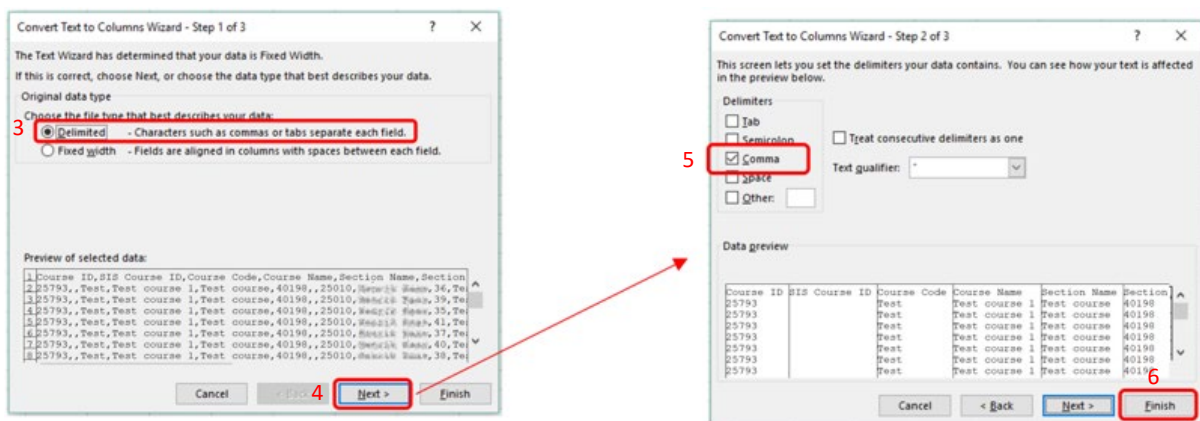 Convert Text to Columns Wizard - Step 1 of 3 ? ×
The Text Wizard has determined that your data is Fixed Width.
If this is correct, choose Next, or choose the data type that best describes your data.
Original data type
Choose the file type that best describes your data:
3 Delimited - Characters such as commas or tabs separate each field.
Fixed width - Fields are aligned in columns with spaces between each field.
Preview of selected data:
1 Course ID,SIS Course ID,Course Code,Course Name,Section Name,Section
2 25793,,Test,Test course 1,Test course,40198,,25010, ,36,Te
3 25793,,Test,Test course 1,Test course,40198,,25010, ,39,Te
4 25793,,Test,Test course 1,Test course,40198,,25010, ,35,Te
5 25793,,Test,Test course 1,Test course,40198,,25010, ,41,Te
6 25793,,Test,Test course 1,Test course,40198,,25010, ,37,Te
7 25793,,Test,Test course 1,Test course,40198,,25010, ,40,Te
8 25793,,Test,Test course 1,Test course,40198,,25010, ,38,Te
Cancel < Back 4 Next > Finish
Convert Text to Columns Wizard - Step 2 of 3 ? ×
This screen lets you set the delimiters your data contains. You can see how your text is affected
in the preview below.
Delimiters
Tab
Semicolon
5 Comma
Space
Other:
Treat consecutive delimiters as one
Text qualifier: "
Data preview
Course ID SIS Course ID Course Code Course Name Section Name Section
25793 Test Test course 1 Test course 40198
25793 Test Test course 1 Test course 40198
25793 Test Test course 1 Test course 40198
25793 Test Test course 1 Test course 40198
25793 Test Test course 1 Test course 40198
25793 Test Test course 1 Test course 40198
25793 Test Test course 1 Test course 40198
6
Cancel < Back Next > Finish